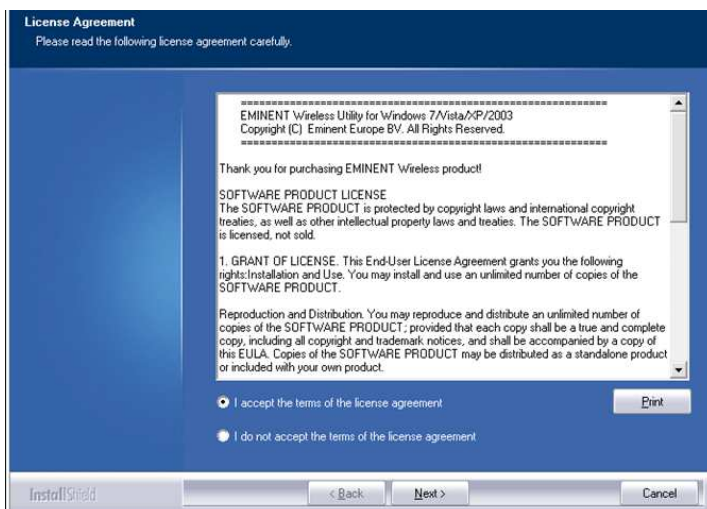 License Agreement
Please read the following license agreement carefully.
============================================================
EMINENT Wireless Utility for Windows 7/Vista/XP/2003
Copyright (C) Eminent Europe BV. All Rights Reserved.
============================================================
Thank you for purchasing EMINENT Wireless product!
SOFTWARE PRODUCT LICENSE
The SOFTWARE PRODUCT is protected by copyright laws and international copyright
treaties, as well as other intellectual property laws and treaties. The SOFTWARE PRODUCT
is licensed, not sold.
1. GRANT OF LICENSE. This End-User License Agreement grants you the following
rights:Installation and Use. You may install and use an unlimited number of copies of the
SOFTWARE PRODUCT.
Reproduction and Distribution. You may reproduce and distribute an unlimited number of
copies of the SOFTWARE PRODUCT; provided that each copy shall be a true and complete
copy, including all copyright and trademark notices, and shall be accompanied by a copy of
this EULA. Copies of the SOFTWARE PRODUCT may be distributed as a standalone product
or included with your own product.
I accept the terms of the license agreement
Print
I do not accept the terms of the license agreement
InstallShield
< Back
Next >
Cancel